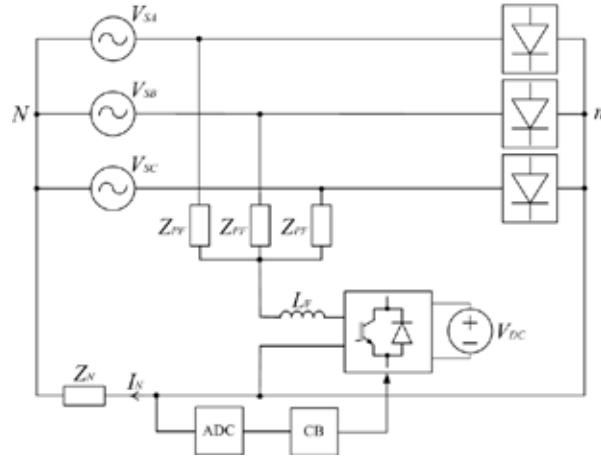 VSA
N
VSB
n
VSC
ZPF ZPF ZPF
LF
VDC
ZN IN
ADC
CB